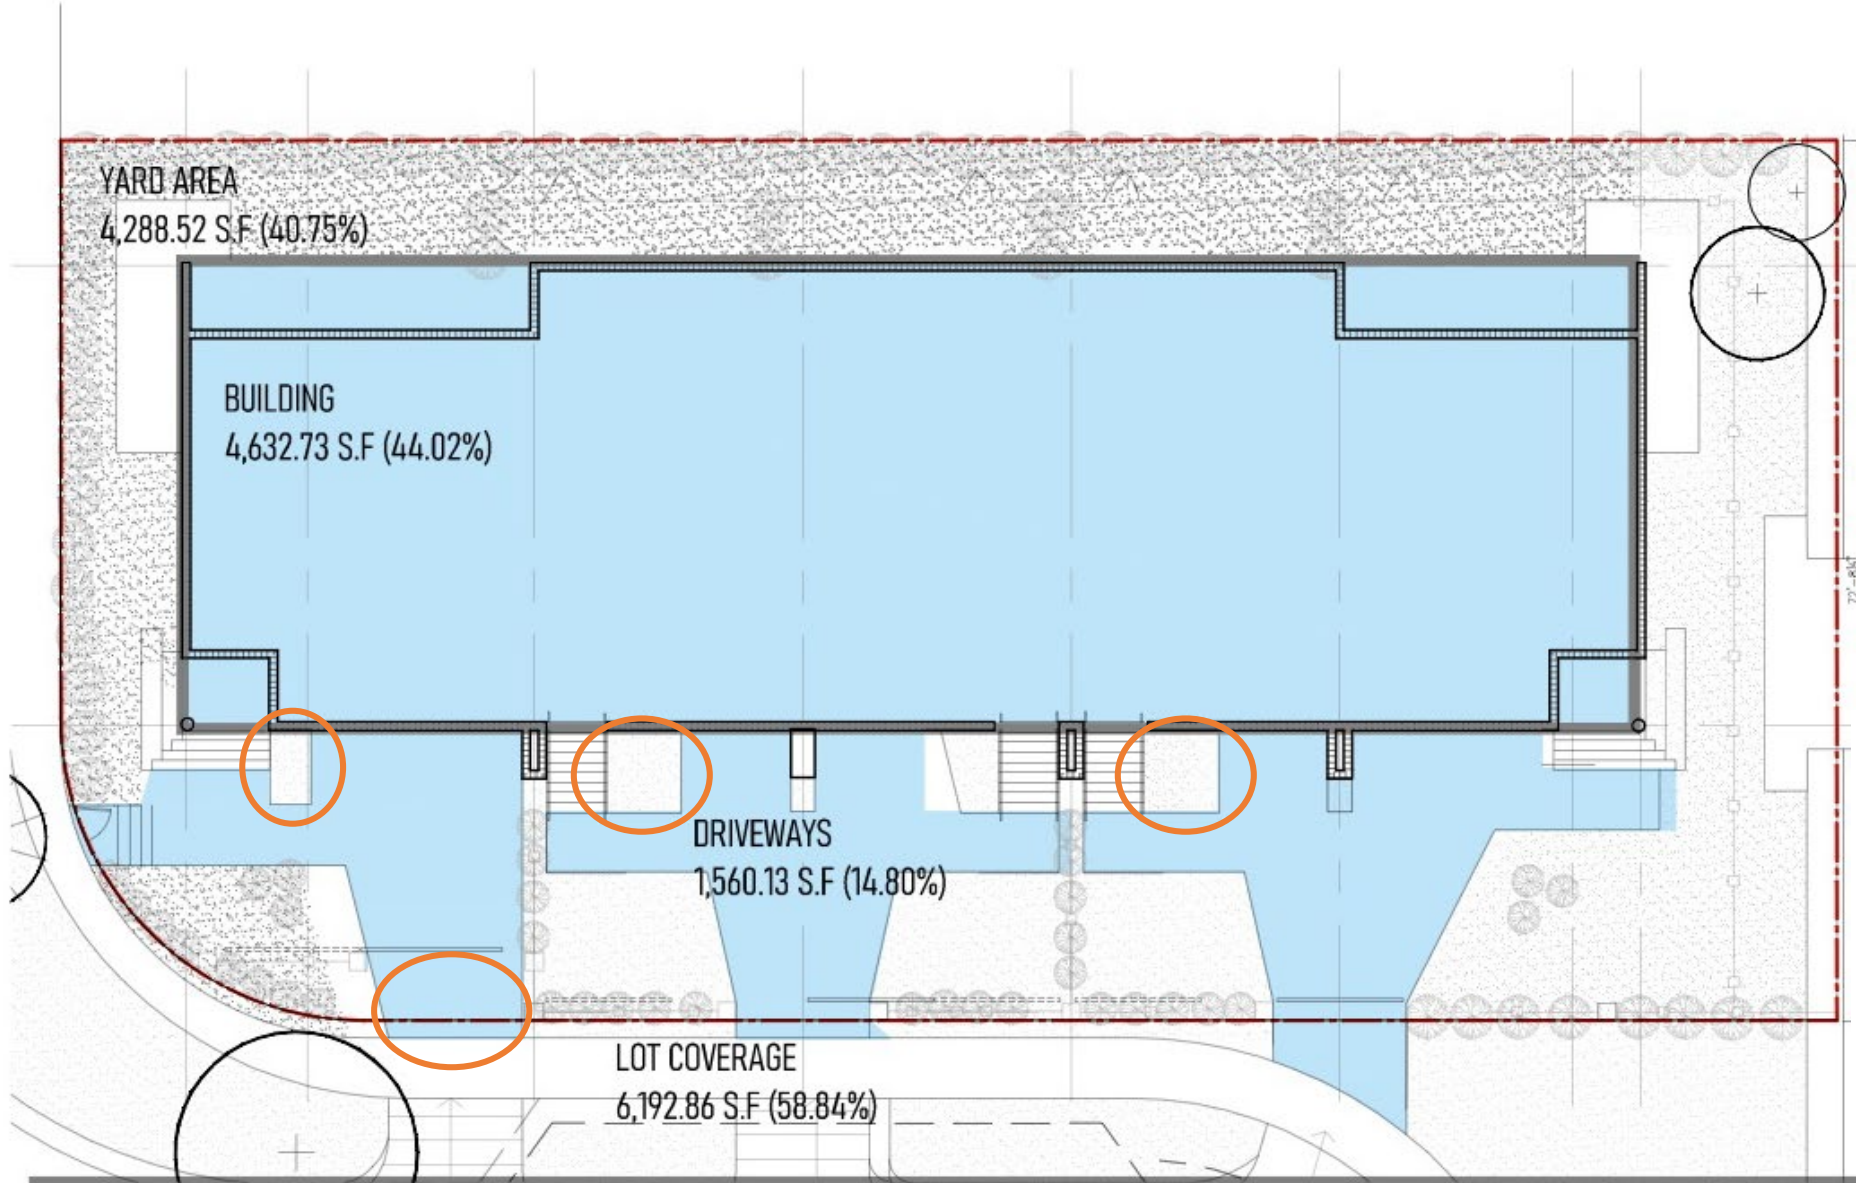 YARD AREA
4,288.52 S.F (40.75%)
BUILDING
4,632.73 S.F (44.02%)
DRIVEWAYS
1,560.13 S.F (14.80%)
LOT COVERAGE
6,192.86 S.F (58.84%)